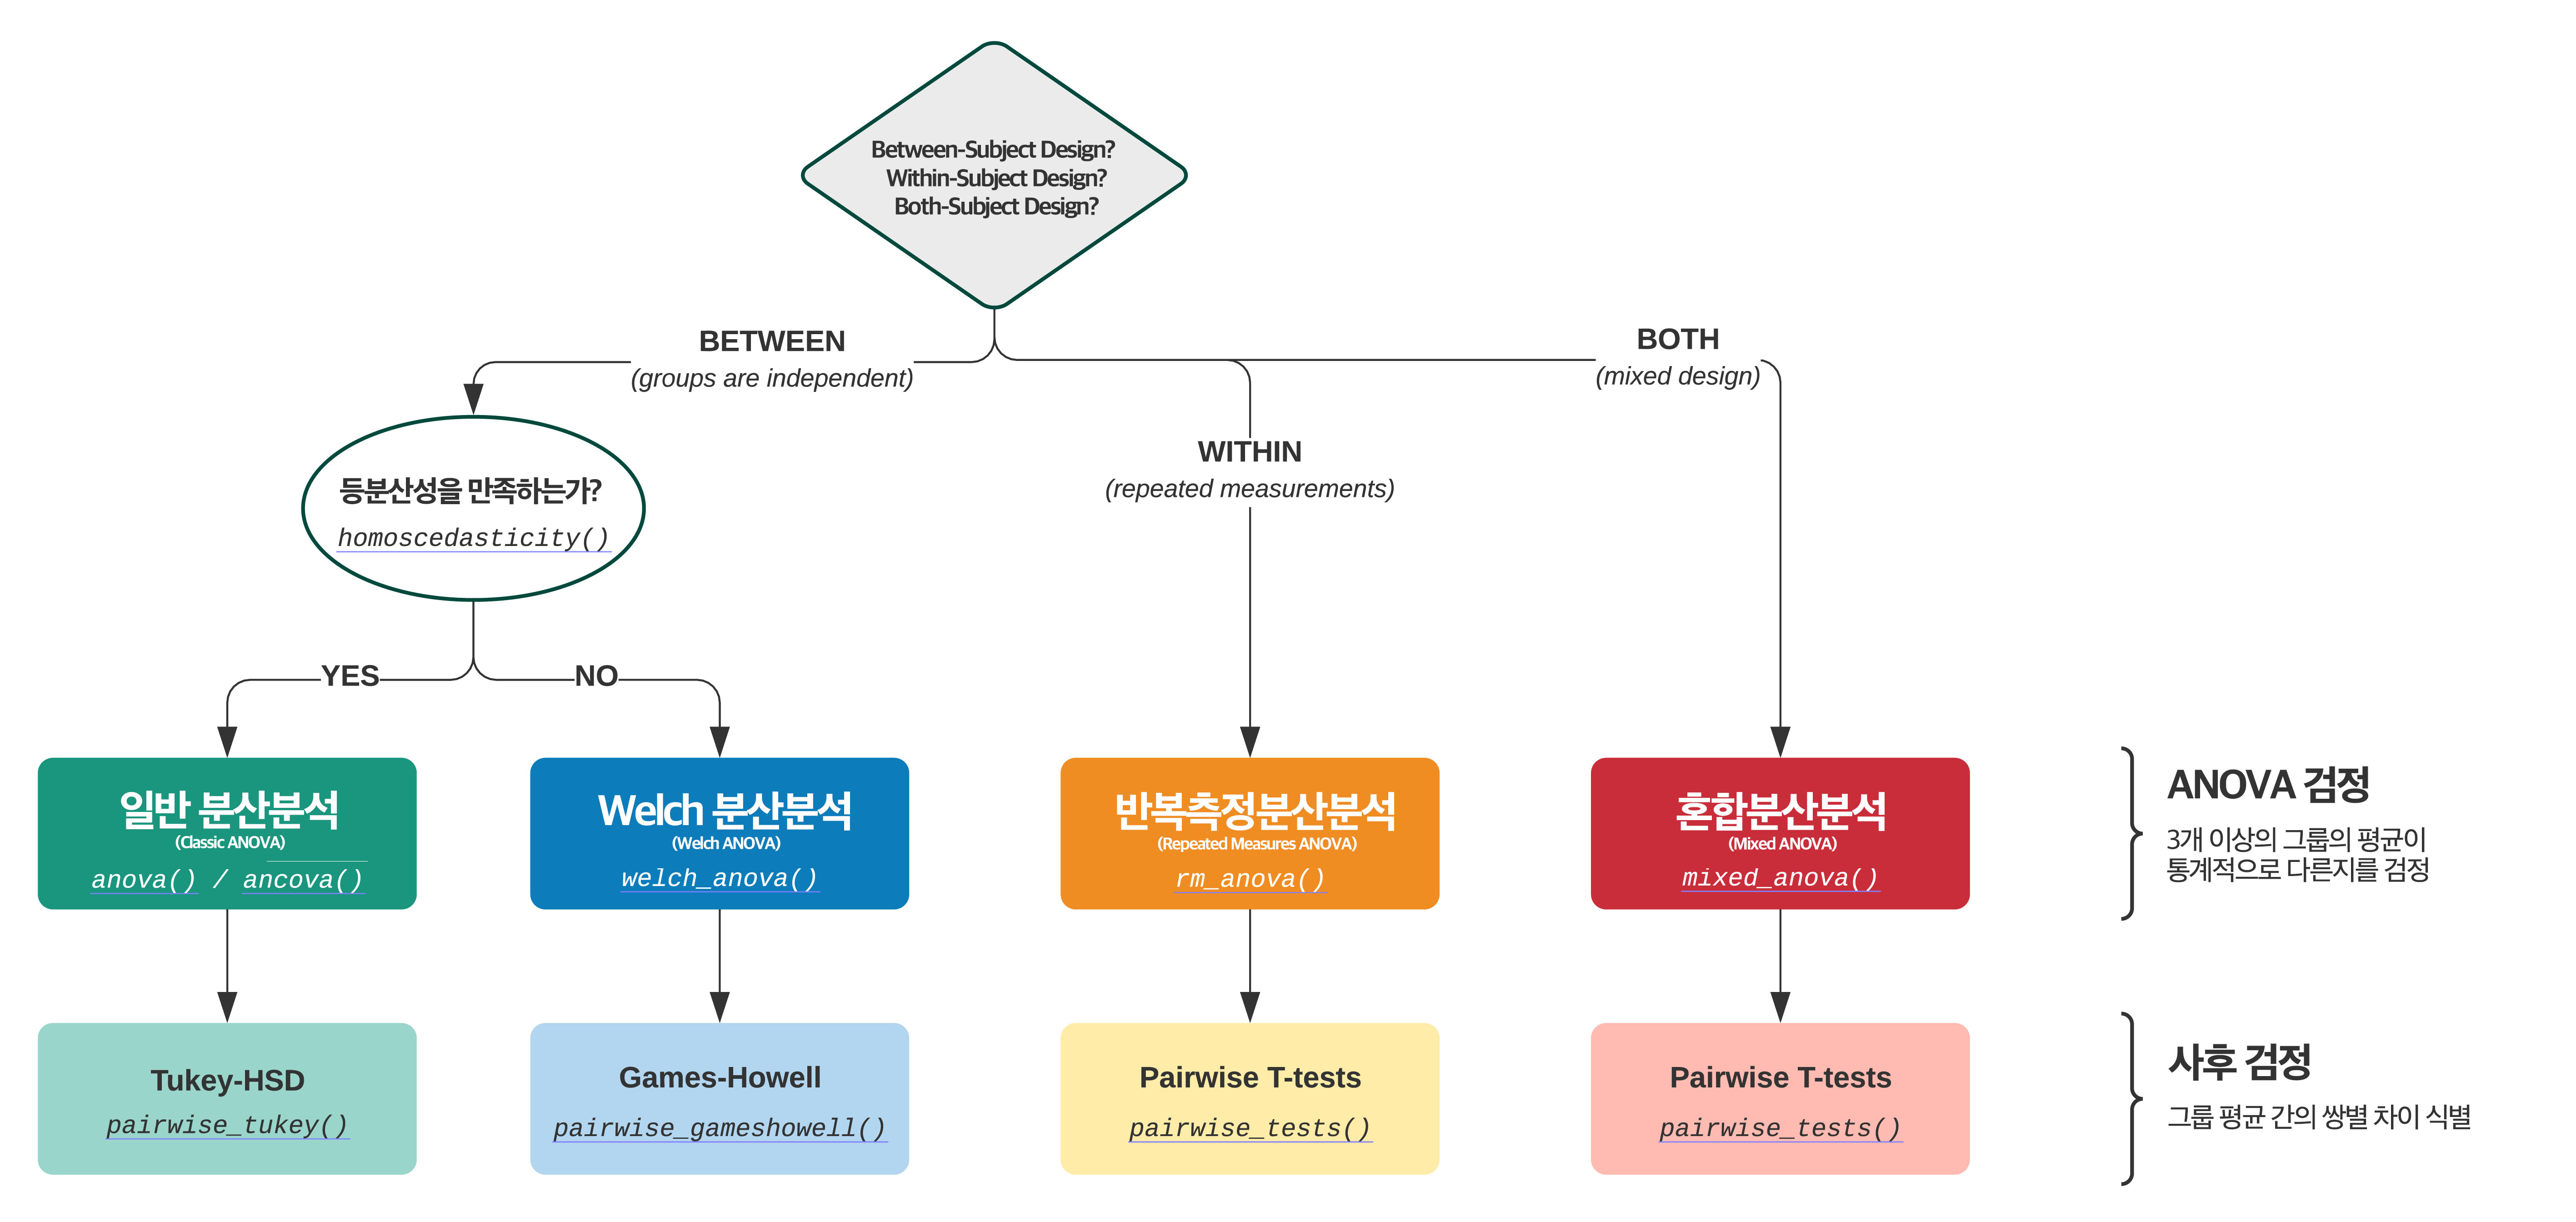 Between-Subject Design?
Within-Subject Design?
Both-Subject Design?
BETWEEN
(groups are independent)
BOTH
(mixed design)
WITHIN
(repeated measurements)
등분산성을 만족하는가?
homoscedasticity()
YES
NO
일반 분산분석
(Classic ANOVA)
anova() / ancova()
Welch 분산분석
(Welch ANOVA)
welch_anova()
반복측정분산분석
(Repeated Measures ANOVA)
rm_anova()
혼합분산분석
(Mixed ANOVA)
mixed_anova()
ANOVA 검정
3개 이상의 그룹의 평균이
통계적으로 다른지를 검정
Tukey-HSD
pairwise_tukey()
Games-Howell
pairwise_gameshowell()
Pairwise T-tests
pairwise_tests()
Pairwise T-tests
pairwise_tests()
사후 검정
그룹 평균 간의 쌍별 차이 식별